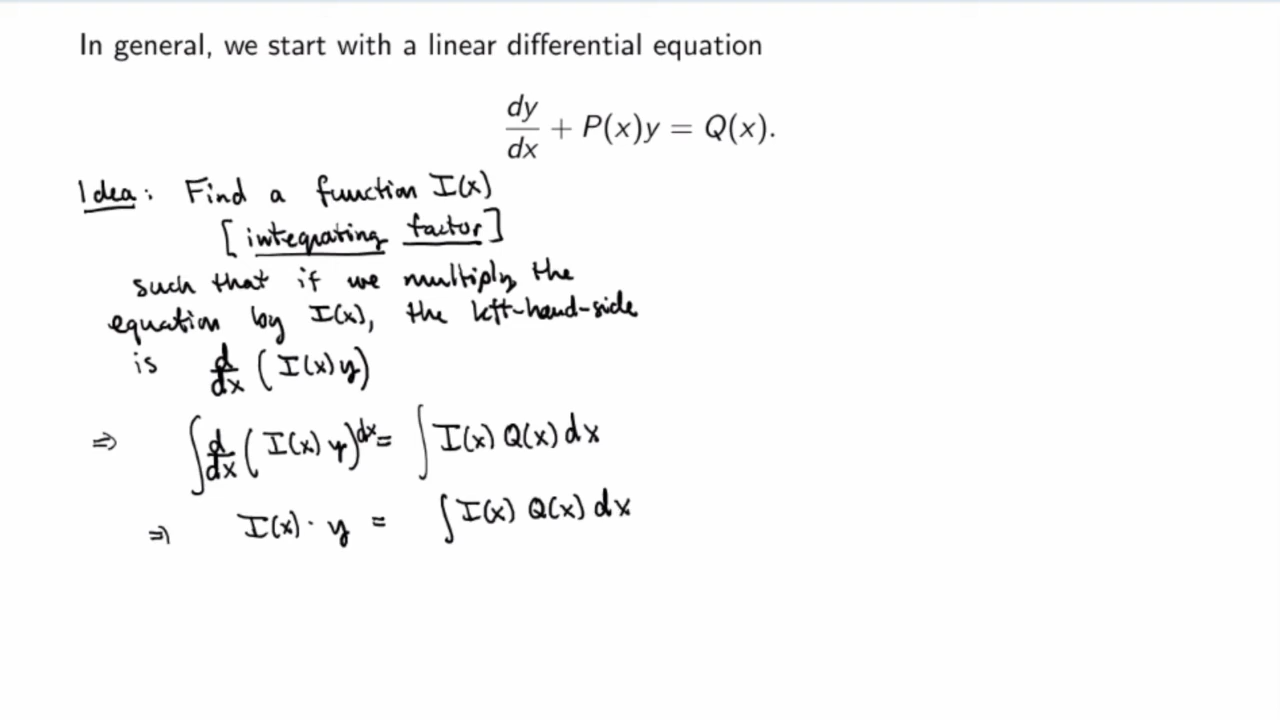 In general, we start with a linear differential equation
dy/dx + P(x)y = Q(x).
Idea: Find a function I(x)
[integrating factor]
such that if we multiply the
equation by I(x), the left-hand-side
is d/dx (I(x) y)
⇒ ∫ d/dx (I(x) y) dx = ∫ I(x) Q(x) dx
⇒ I(x) · y = ∫ I(x) Q(x) dx